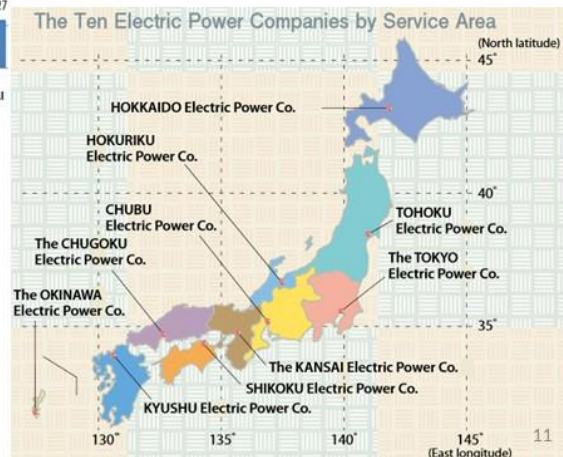 The Ten Electric Power Companies by Service Area
(North latitude)
45°
HOKKAIDO Electric Power Co.
HOKURIKU
Electric Power Co.
40°
CHUBU
Electric Power Co.
TOHOKU
Electric Power Co.
The CHUGOKU
Electric Power Co.
The TOKYO
Electric Power Co.
The OKINAWA
Electric Power Co.
35°
The KANSAI Electric Power Co.
SHIKOKU Electric Power Co.
KYUSHU Electric Power Co.
130°
135°
140°
145°
11
(East longitude)